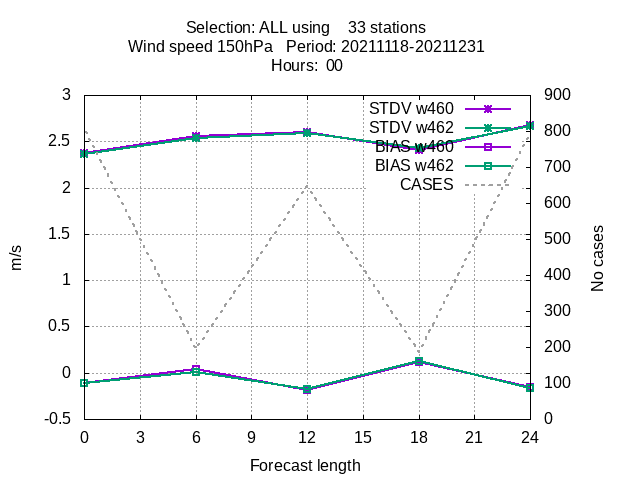 Selection: ALL using 33 stations
Wind speed 150hPa Period: 20211118-20211231
Hours: 00
3
2.5
2
1.5
1
0.5
0
-0.5
900
800
700
600
500
400
300
200
100
0
STDV w460
STDV w462
BIAS w460
BIAS w462
CASES
m/s
No cases
0 3 6 9 12 15 18 21 24
Forecast length